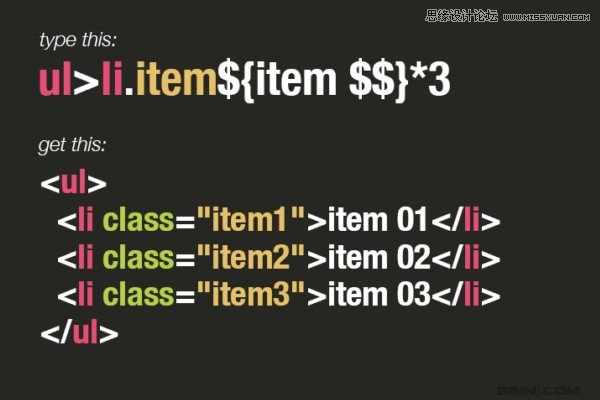 思缘设计论坛 www.missyuan.com
type this:
ul>li.item${item $$}*3
get this:
<ul>
<li class="item1">item 01</li>
<li class="item2">item 02</li>
<li class="item3">item 03</li>
</ul>